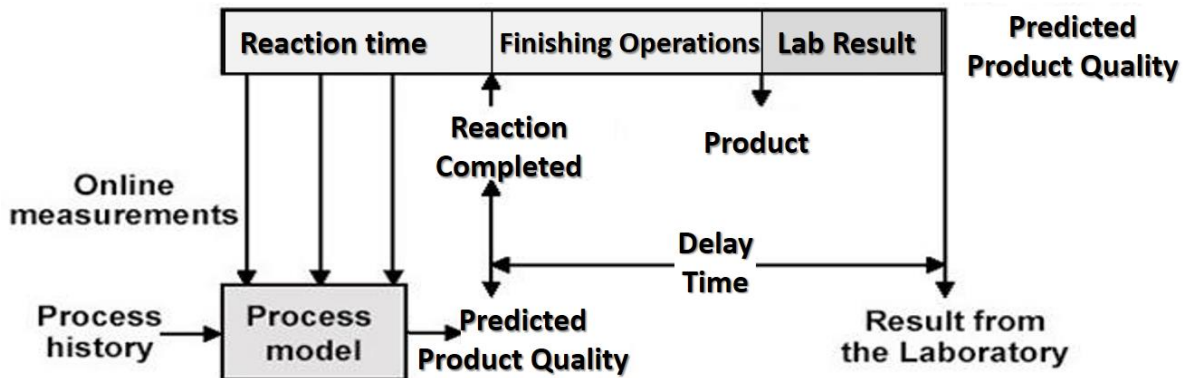 Reaction time
Finishing Operations
Lab Result
Predicted
Product Quality
Reaction
Completed
Product
Online
measurements
Delay
Time
Process
history
Process
model
Predicted
Product Quality
Result from
the Laboratory